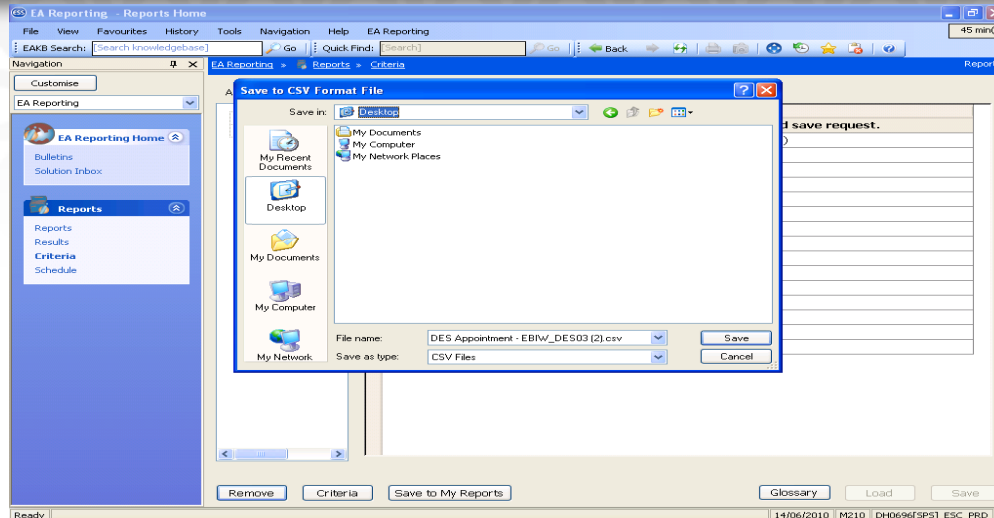 ESS EA Reporting - Reports Home
File View Favourites History Tools Navigation Help EA Reporting
45 min(
EAKB Search: [Search knowledgebase] Go Quick Find: [Search] Go Back
Navigation
EA Reporting » Reports » Criteria
Report
Customise
EA Reporting
EA Reporting Home
Bulletins
Solution Inbox
Reports
Reports
Results
Criteria
Schedule
A
d save request.
)
Save to CSV Format File
Save in: Desktop
My Recent
Documents
Desktop
My Documents
My Computer
My Network
My Documents
My Computer
My Network Places
File name: DES Appointment - EBIW_DES03 (2).csv Save
Save as type: CSV Files Cancel
Remove Criteria Save to My Reports Glossary Load Save
Ready 14/06/2010 M210 DH0696[SPS] ESC PRD